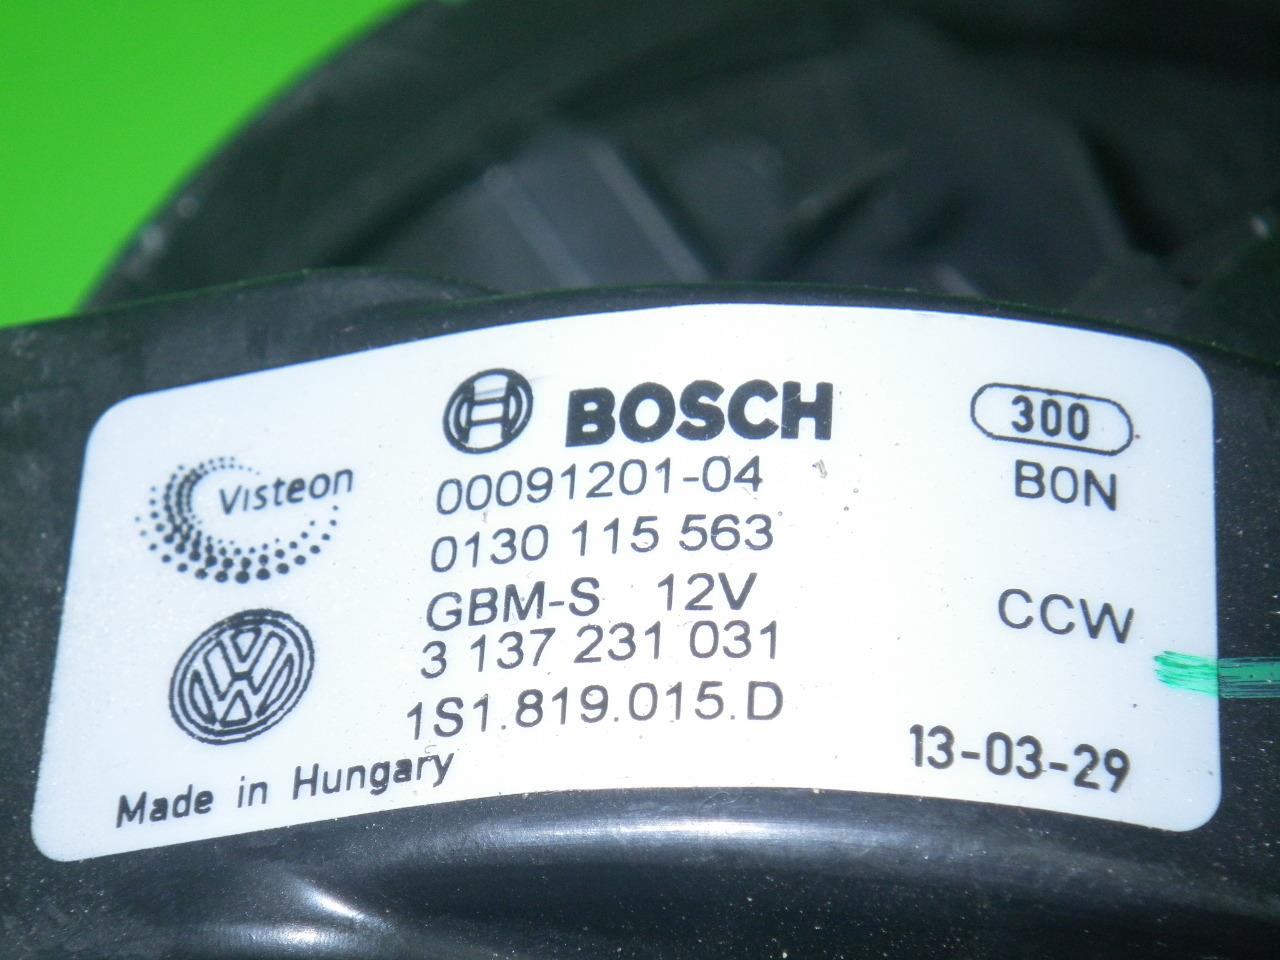 BOSCH
300
Visteon
00091201-04
BON
0130 115 563
GBM-S 12V
CCW
3 137 231 031
1S1.819.015.D
13-03-29
Made in Hungary